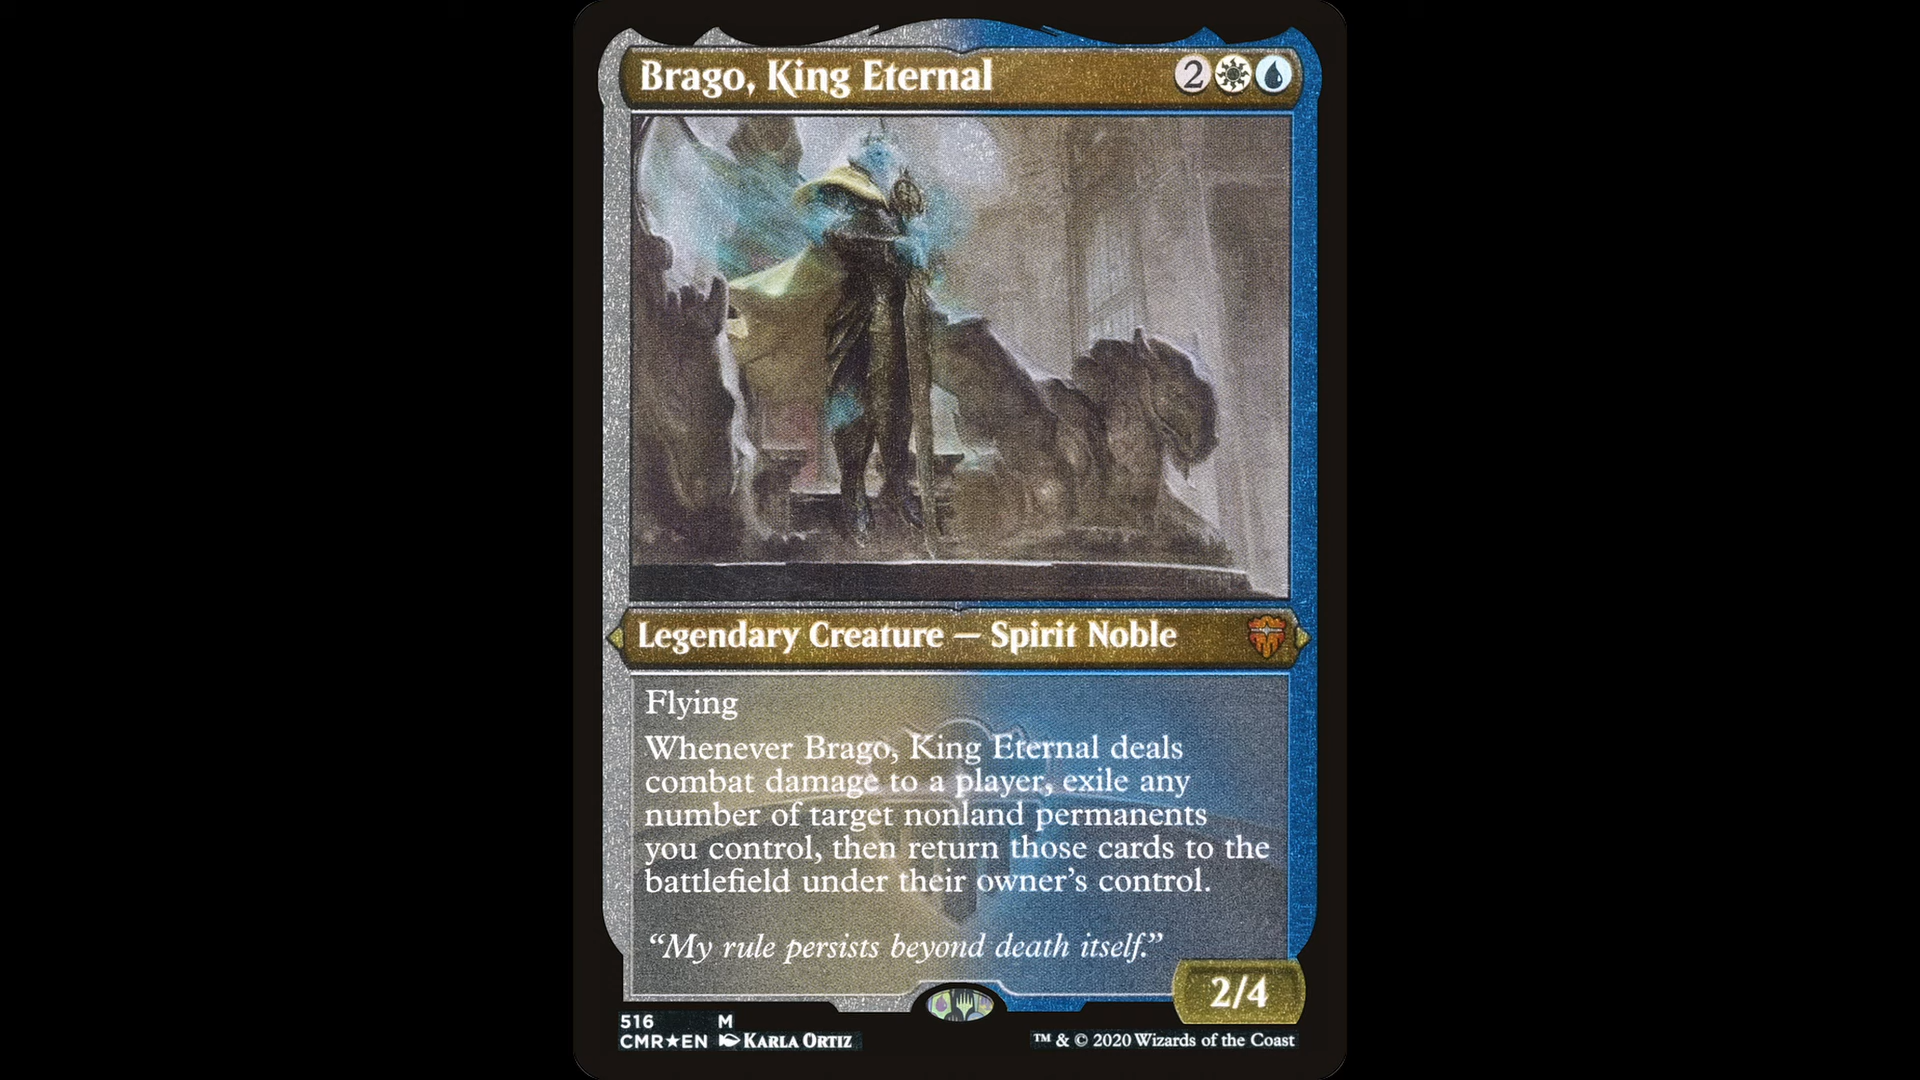 Brago, King Eternal 2
Legendary Creature — Spirit Noble
Flying
Whenever Brago, King Eternal deals
combat damage to a player, exile any
number of target nonland permanents
you control, then return those cards to the
battlefield under their owner's control.
“My rule persists beyond death itself.”
2/4
516 M
CMR★EN KARLA ORTIZ
™ & © 2020 Wizards of the Coast